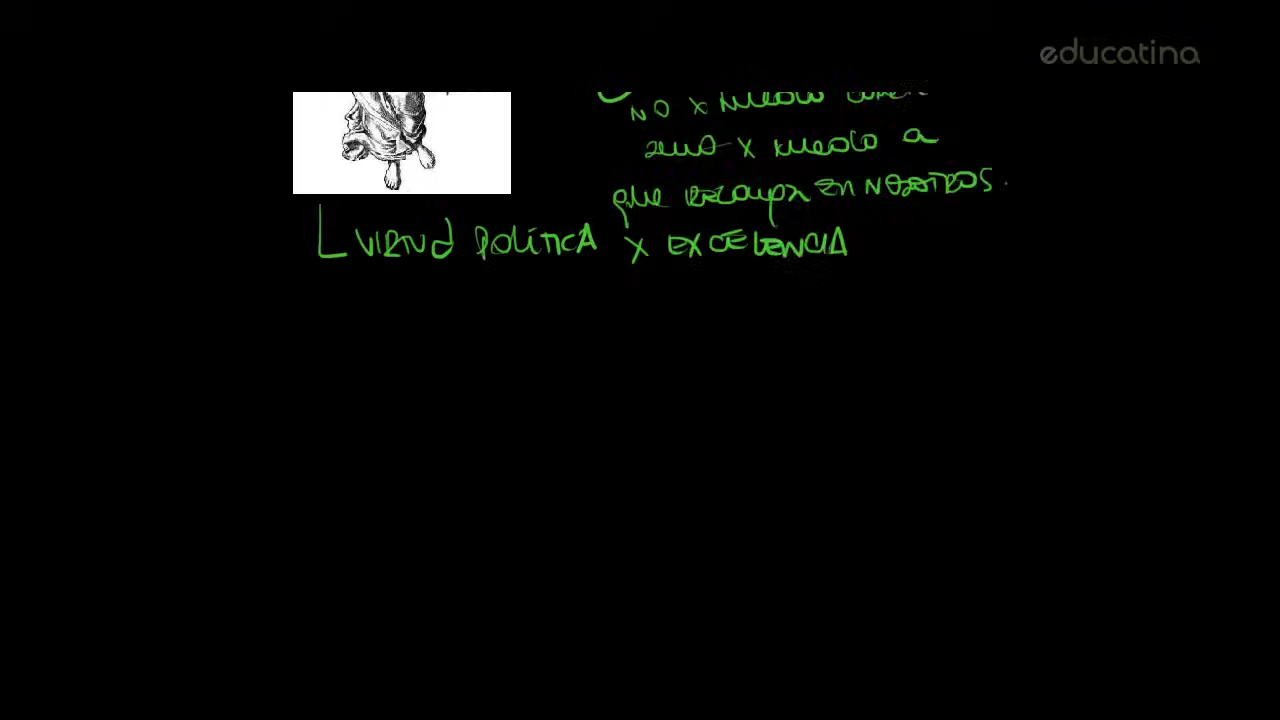 educatina
NO x miedo
sino x miedo a
que recaiga EN NOSOTROS.
VIRTUD POLÍTICA x EXCELENCIA